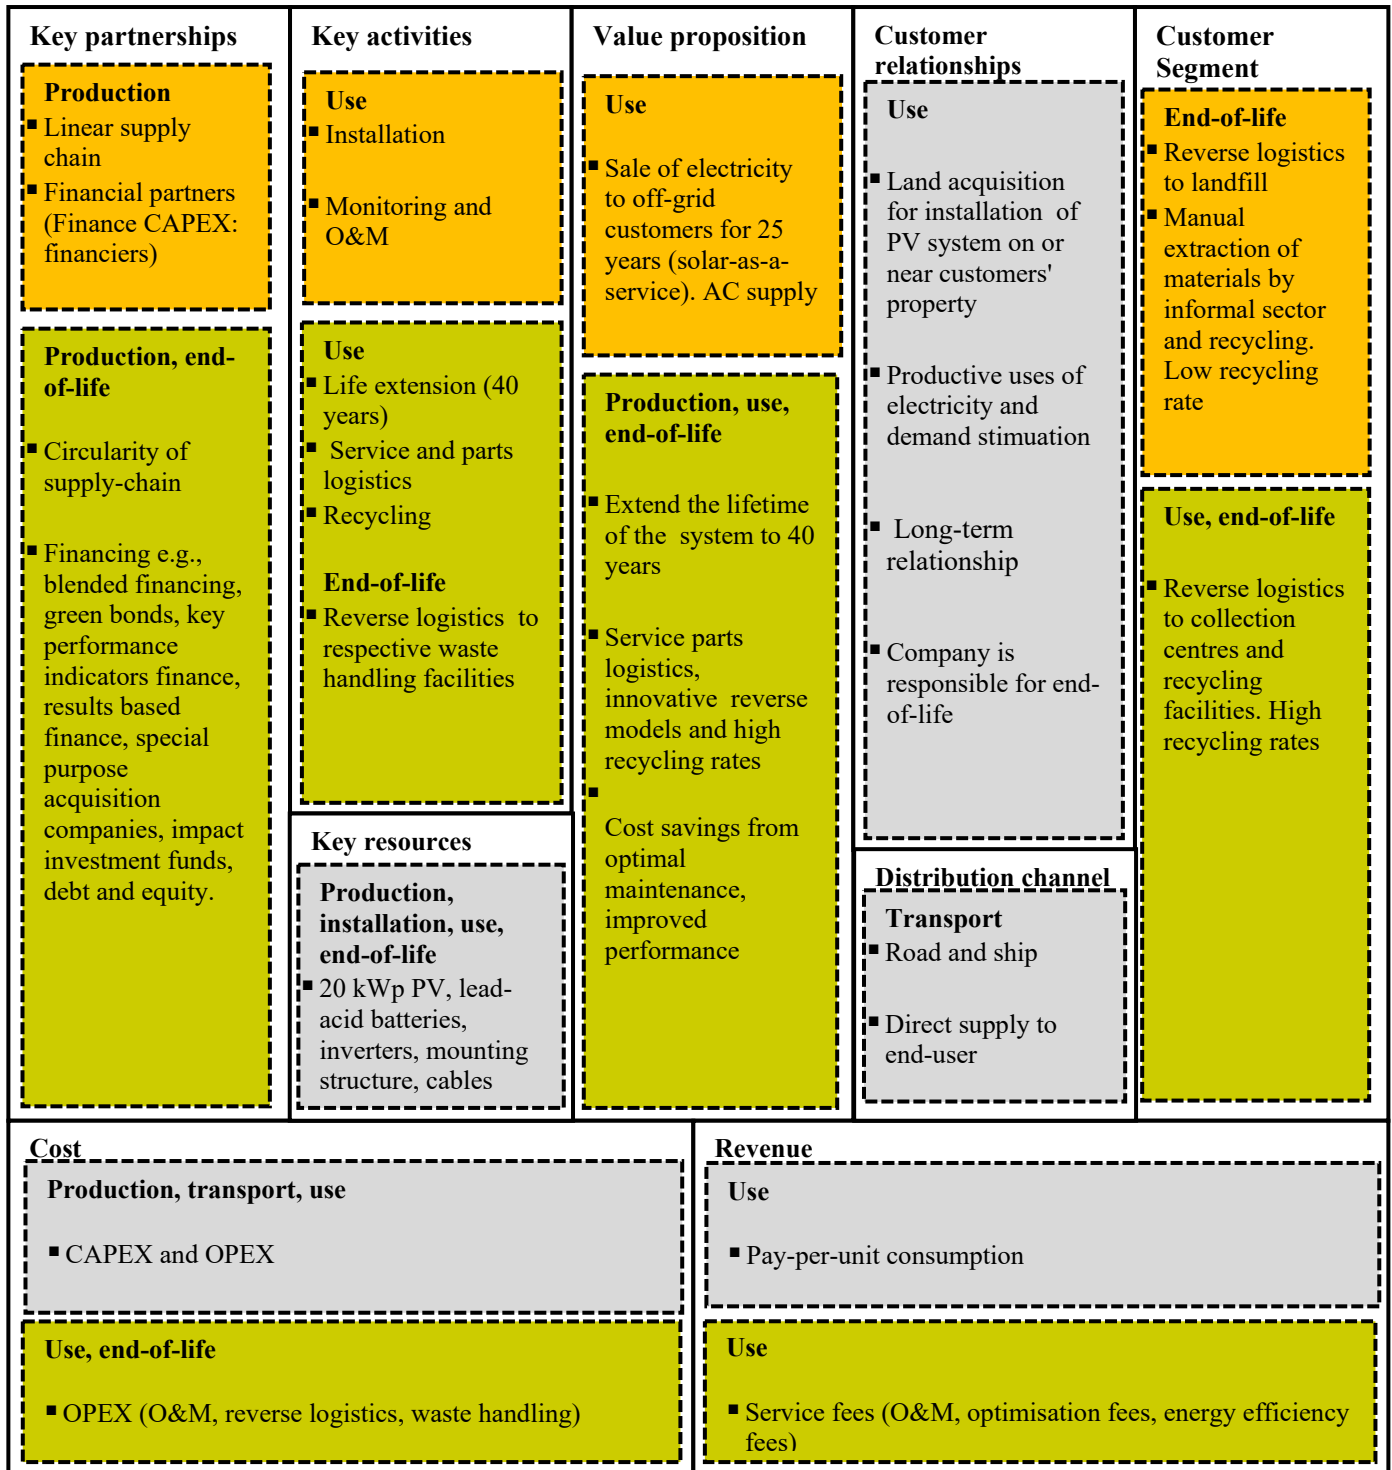 Key partnerships
Production
▪ Linear supply
chain
▪ Financial partners
(Finance CAPEX:
financiers)
Production, end-
of-life
▪ Circularity of
supply-chain
▪ Financing e.g.,
blended financing,
green bonds, key
performance
indicators finance,
results based
finance, special
purpose
acquisition
companies, impact
investment funds,
debt and equity.
Key activities
Use
▪ Installation
▪ Monitoring and
O&M
Use
▪ Life extension (40
years)
▪ Service and parts
logistics
▪ Recycling
End-of-life
▪ Reverse logistics to
respective waste
handling facilities
Key resources
Production,
installation, use,
end-of-life
▪ 20 kWp PV, lead-
acid batteries,
inverters, mounting
structure, cables
Value proposition
Use
▪ Sale of electricity
to off-grid
customers for 25
years (solar-as-a-
service). AC supply
Production, use,
end-of-life
▪ Extend the lifetime
of the system to 40
years
▪ Service parts
logistics,
innovative reverse
models and high
recycling rates
▪
Cost savings from
optimal
maintenance,
improved
performance
Customer
relationships
Use
▪ Land acquisition
for installation of
PV system on or
near customers'
property
▪ Productive uses of
electricity and
demand stimuation
▪ Long-term
relationship
▪ Company is
responsible for end-
of-life
Distribution channel
Transport
▪ Road and ship
▪ Direct supply to
end-user
Customer
Segment
End-of-life
▪ Reverse logistics
to landfill
▪ Manual
extraction of
materials by
informal sector
and recycling.
Low recycling
rate
Use, end-of-life
▪ Reverse logistics
to collection
centres and
recycling
facilities. High
recycling rates
Cost
Production, transport, use
▪ CAPEX and OPEX
Use, end-of-life
▪ OPEX (O&M, reverse logistics, waste handling)
Revenue
Use
▪ Pay-per-unit consumption
Use
▪ Service fees (O&M, optimisation fees, energy efficiency
fees)